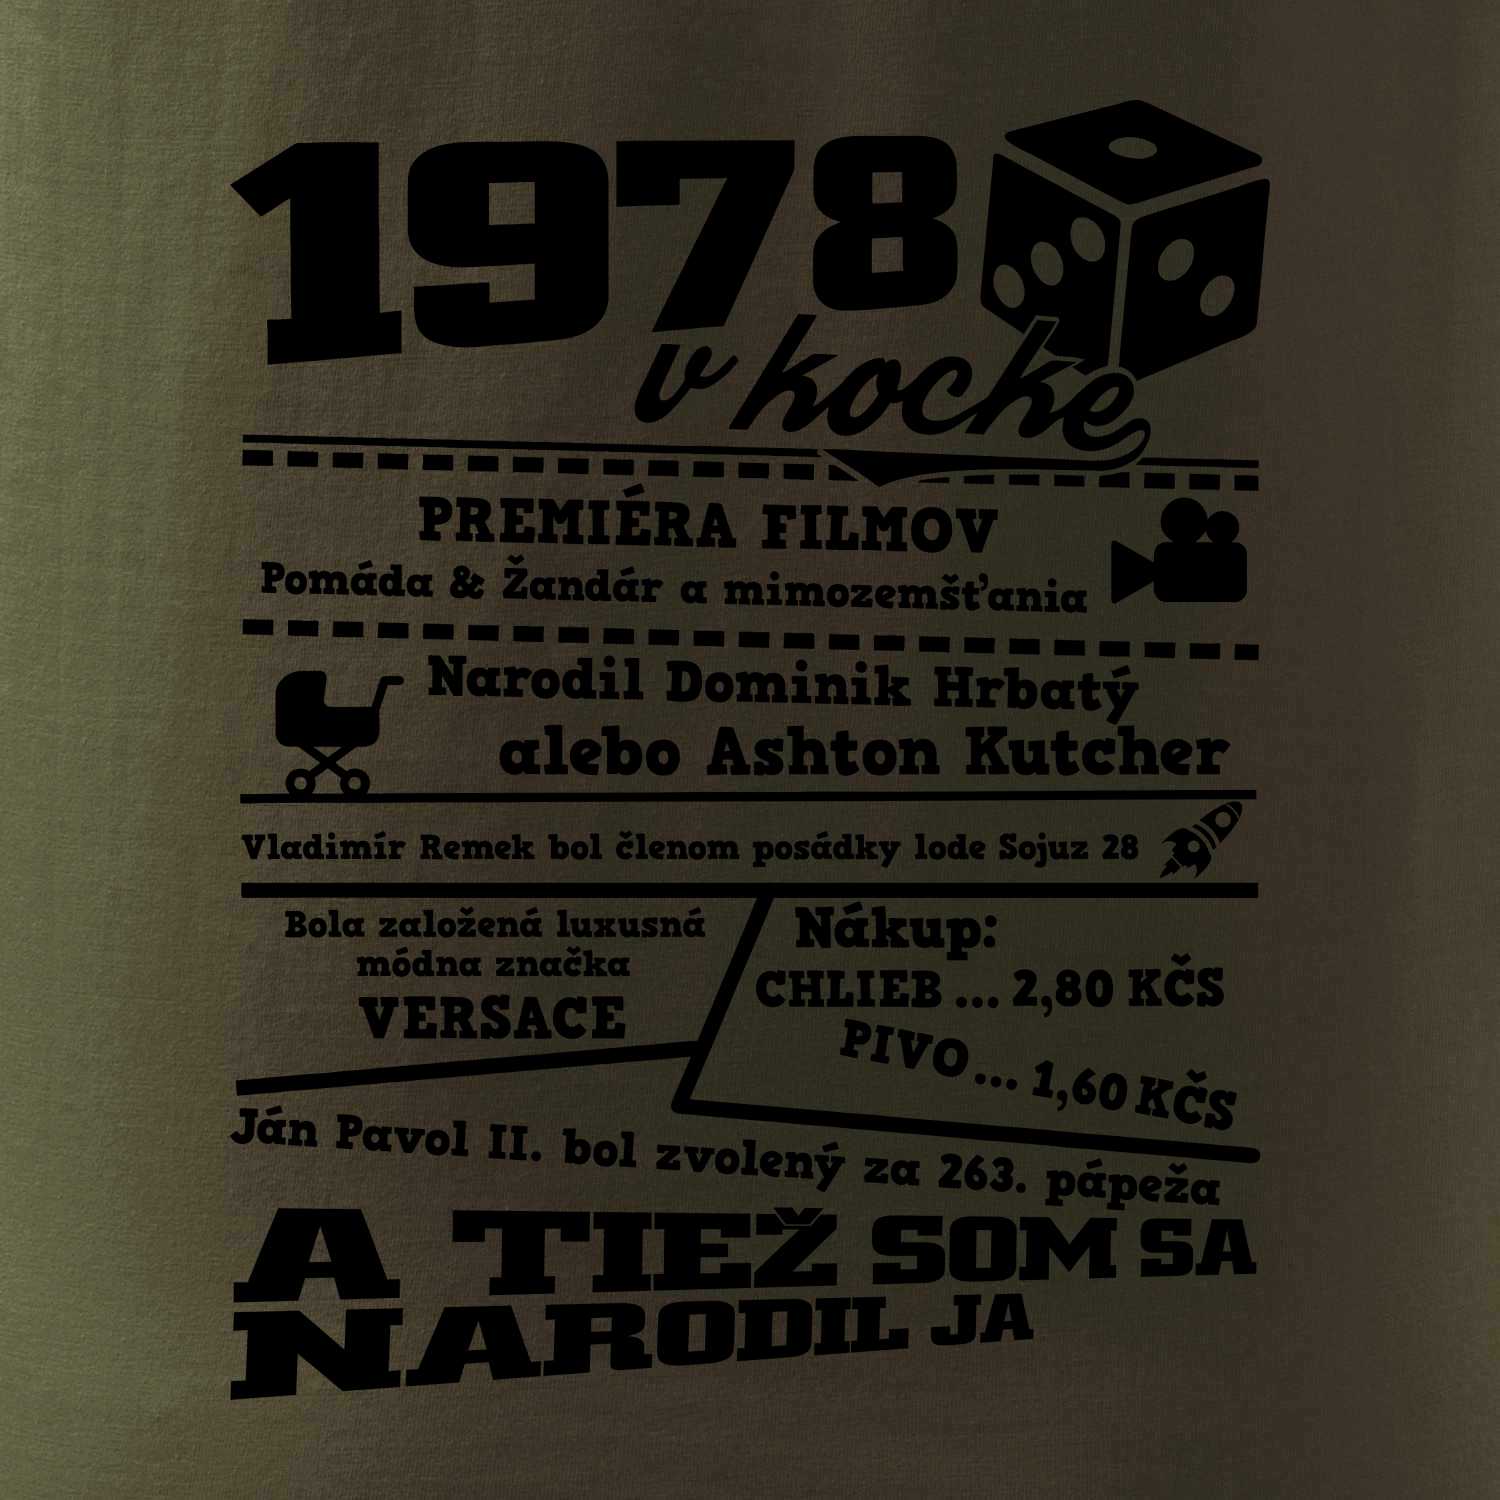 1978
v kocke
PREMIÉRA FILMOV
Pomáda & Žandár a mimozemšťania
Narodil Dominik Hrbatý
alebo Ashton Kutcher
Vladimír Remek bol členom posádky lode Sojuz 28
Bola založená luxusná
módna značka
VERSACE
Nákup:
CHLIEB ... 2,80 KČS
PIVO ... 1,60 KČS
Ján Pavol II. bol zvolený za 263. pápeža
A TIEŽ SOM SA
NARODIL JA